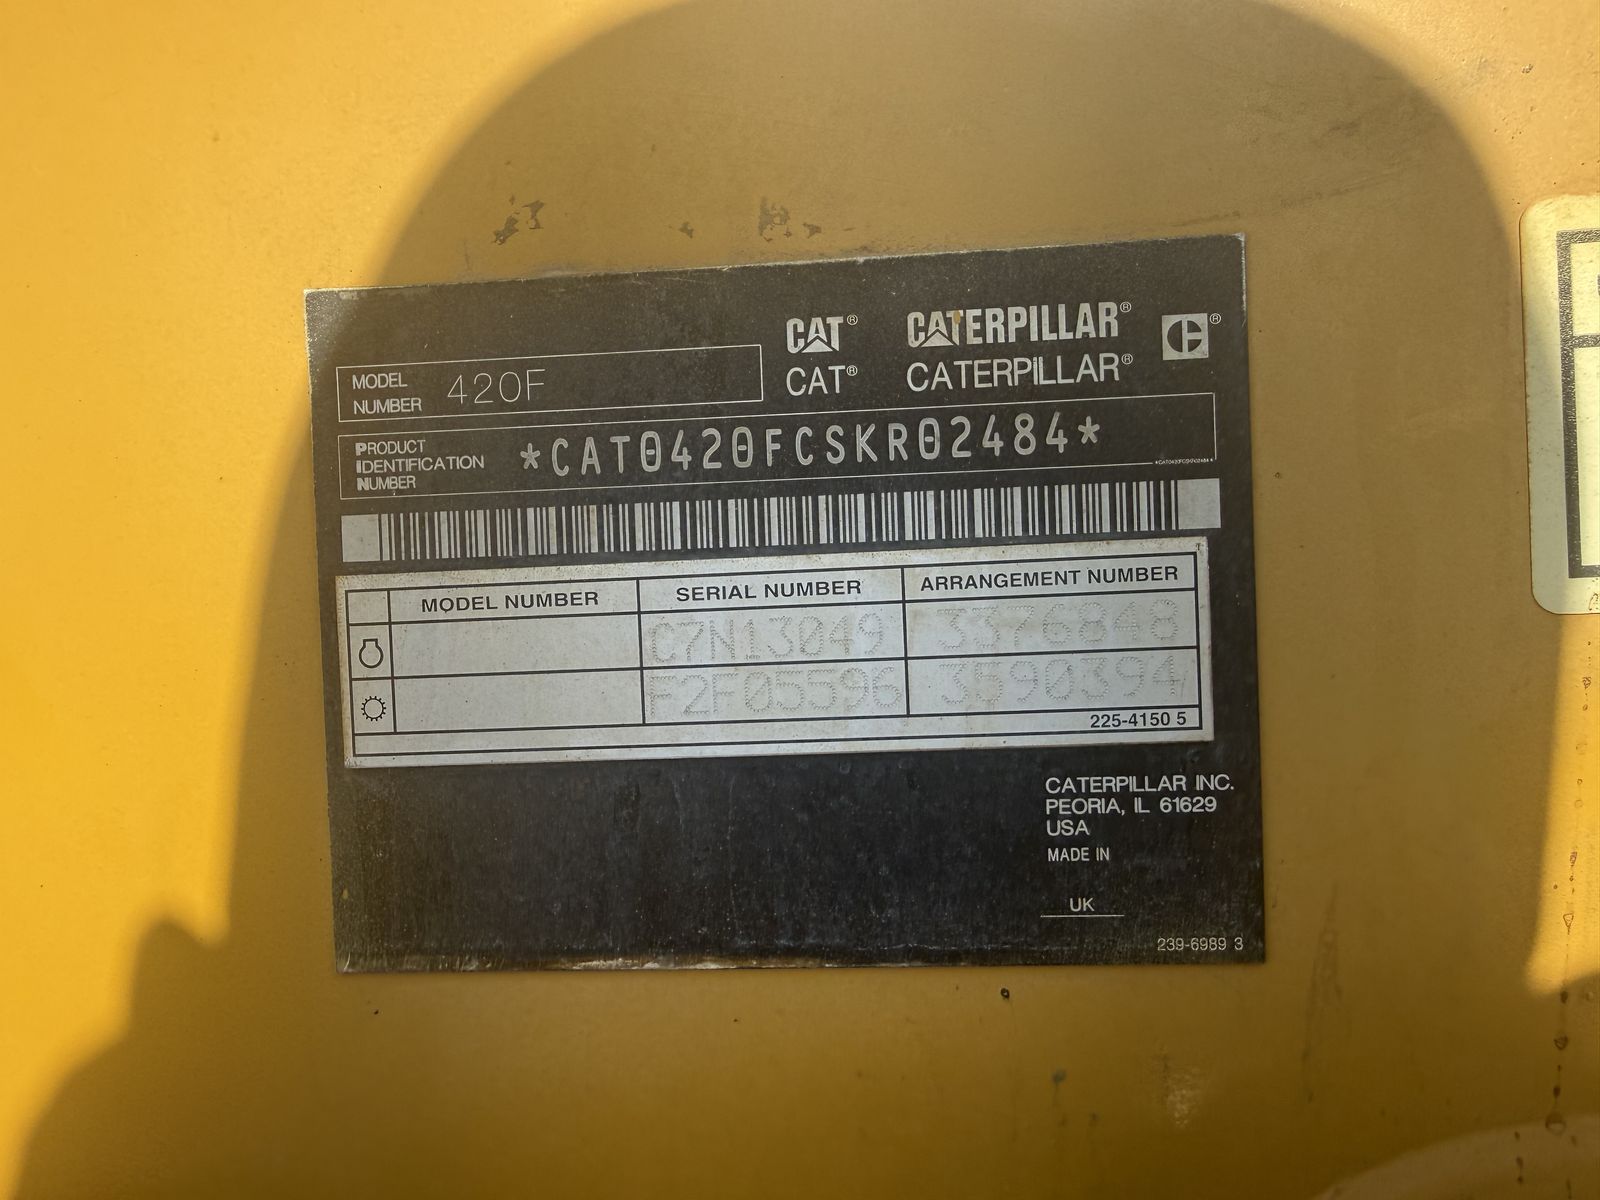 CAT® CATERPILLAR® C®
CAT® CATERPILLAR®
MODEL NUMBER 420F
PRODUCT IDENTIFICATION NUMBER *CAT0420FCSKR02484*
*CAT0420FCSKR02484*
MODEL NUMBER SERIAL NUMBER ARRANGEMENT NUMBER
C7N13049 3376848
F2F05596 3590394
225-4150 5
CATERPILLAR INC.
PEORIA, IL 61629
USA
MADE IN
UK
239-6989 3